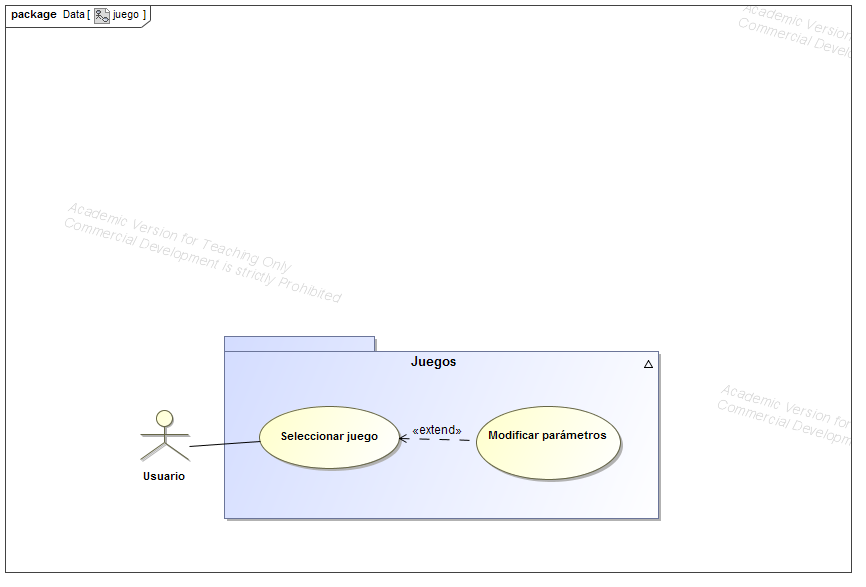 package Data [ juego ]
Academic Version
Commercial Develo
Academic Version for Teaching Only
Commercial Development is strictly Prohibited
Juegos
Academic Version for
Commercial Developm
Seleccionar juego
«extend»
Modificar parámetros
Usuario